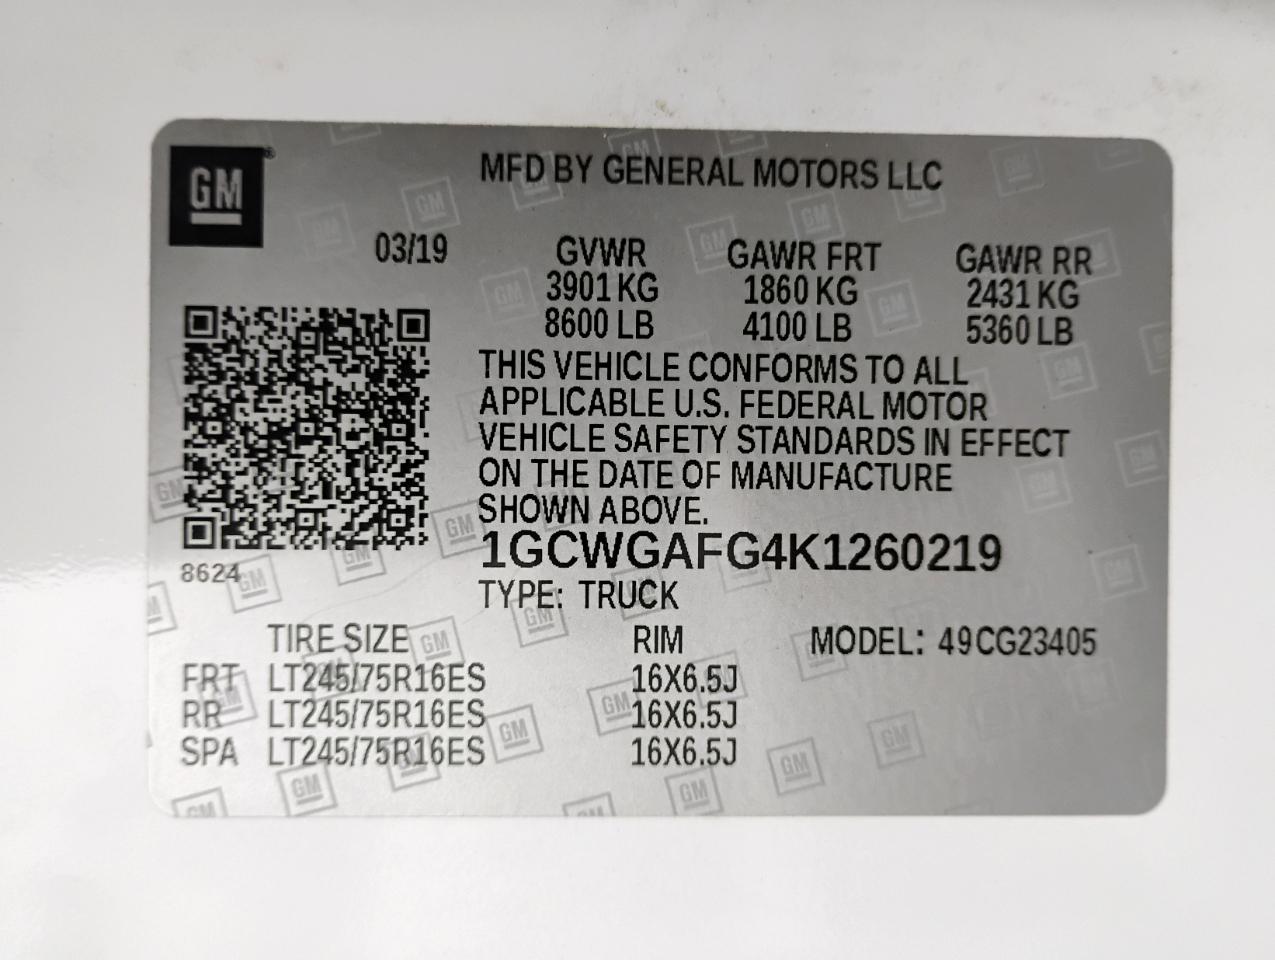 GM
MFD BY GENERAL MOTORS LLC
03/19 GVWR GAWR FRT GAWR RR
3901 KG 1860 KG 2431 KG
8600 LB 4100 LB 5360 LB
THIS VEHICLE CONFORMS TO ALL
APPLICABLE U.S. FEDERAL MOTOR
VEHICLE SAFETY STANDARDS IN EFFECT
ON THE DATE OF MANUFACTURE
SHOWN ABOVE.
1GCWGAFG4K1260219
8624
TYPE: TRUCK
TIRE SIZE RIM MODEL: 49CG23405
FRT LT245/75R16ES 16X6.5J
RR LT245/75R16ES 16X6.5J
SPA LT245/75R16ES 16X6.5J